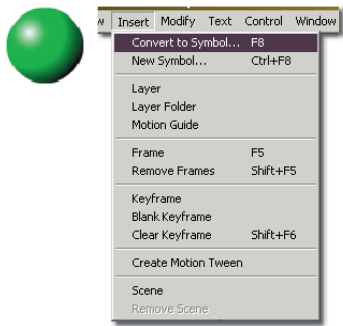 w Insert Modify Text Control Window
Convert to Symbol... F8
New Symbol... Ctrl+F8
Layer
Layer Folder
Motion Guide
Frame F5
Remove Frames Shift+F5
Keyframe
Blank Keyframe
Clear Keyframe Shift+F6
Create Motion Tween
Scene
Remove Scene